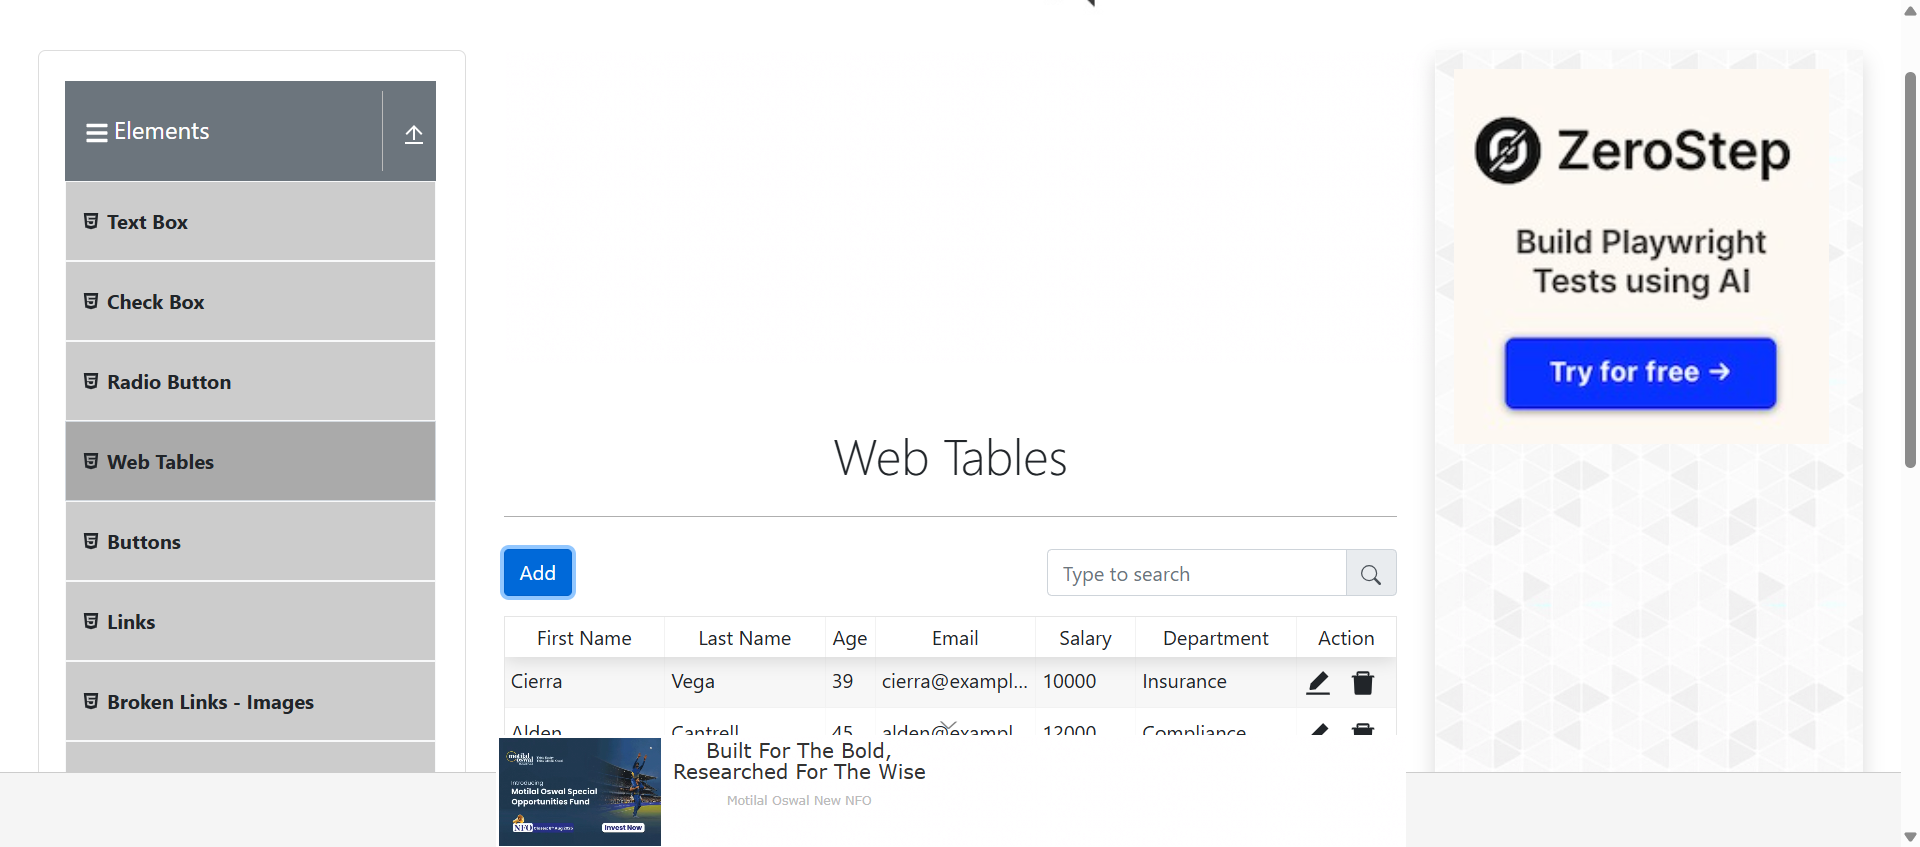 Elements
Text Box
Check Box
Radio Button
Web Tables
Buttons
Links
Broken Links - Images
Web Tables
Add
Type to search
First Name Last Name Age Email Salary Department Action
Cierra Vega 39 cierra@exampl... 10000 Insurance
Alden Cantrell 45 alden@exampl 12000 Compliance
motilal oswal
Introducing
Motilal Oswal Special
Opportunities Fund
NFO
Invest Now
Built For The Bold,
Researched For The Wise
Motilal Oswal New NFO
ZeroStep
Build Playwright
Tests using AI
Try for free →